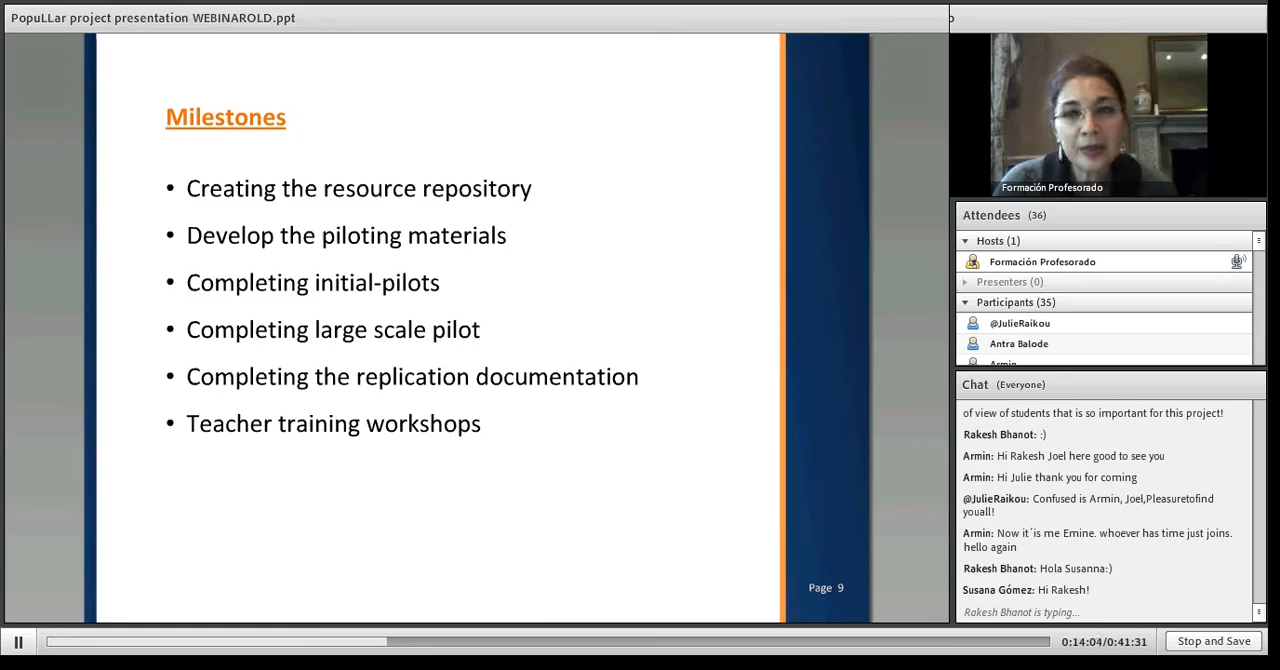 PopuLLar project presentation WEBINAROLD.ppt
Milestones
• Creating the resource repository
• Develop the piloting materials
• Completing initial-pilots
• Completing large scale pilot
• Completing the replication documentation
• Teacher training workshops
Page 9
Formación Profesorado
Attendees (36)
Hosts (1)
Formación Profesorado
Presenters (0)
Participants (35)
@JulieRaikou
Antra Balode
Armin
Chat (Everyone)
of view of students that is so important for this project!
Rakesh Bhanot: :)
Armin: Hi Rakesh Joel here good to see you
Armin: Hi Julie thank you for coming
@JulieRaikou: Confused is Armin, Joel,Pleasuretofind
youall!
Armin: Now it´is me Emine. whoever has time just joins.
hello again
Rakesh Bhanot: Hola Susanna:)
Susana Gómez: Hi Rakesh!
Rakesh Bhanot is typing...
0:14:04/0:41:31
Stop and Save